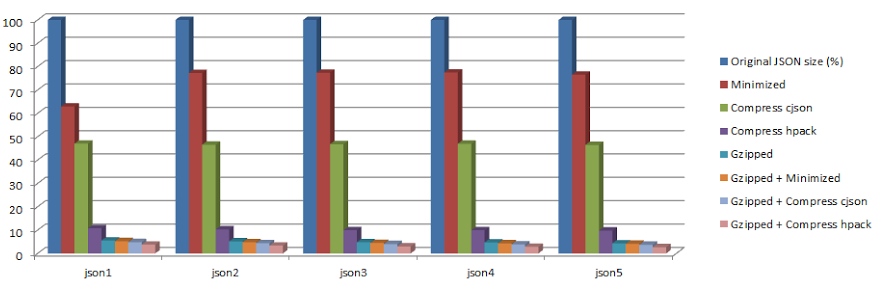 100
90
80
70
60
50
40
30
20
10
0
json1 json2 json3 json4 json5
Original JSON size (%)
Minimized
Compress cjson
Compress hpack
Gzipped
Gzipped + Minimized
Gzipped + Compress cjson
Gzipped + Compress hpack